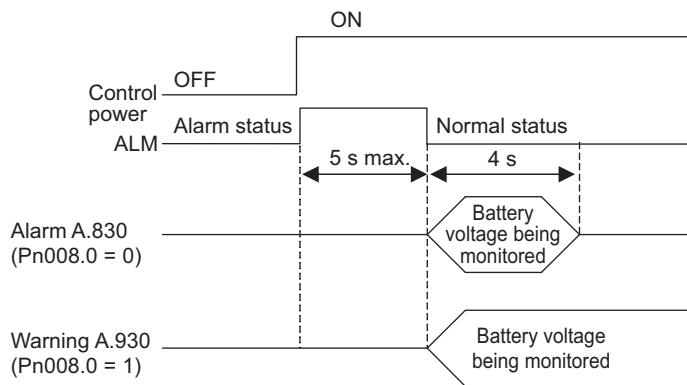 ON
OFF
Control
power
ALM
Alarm status
Normal status
5 s max.
4 s
Alarm A.830
(Pn008.0 = 0)
Battery
voltage being
monitored
Warning A.930
(Pn008.0 = 1)
Battery voltage
being monitored